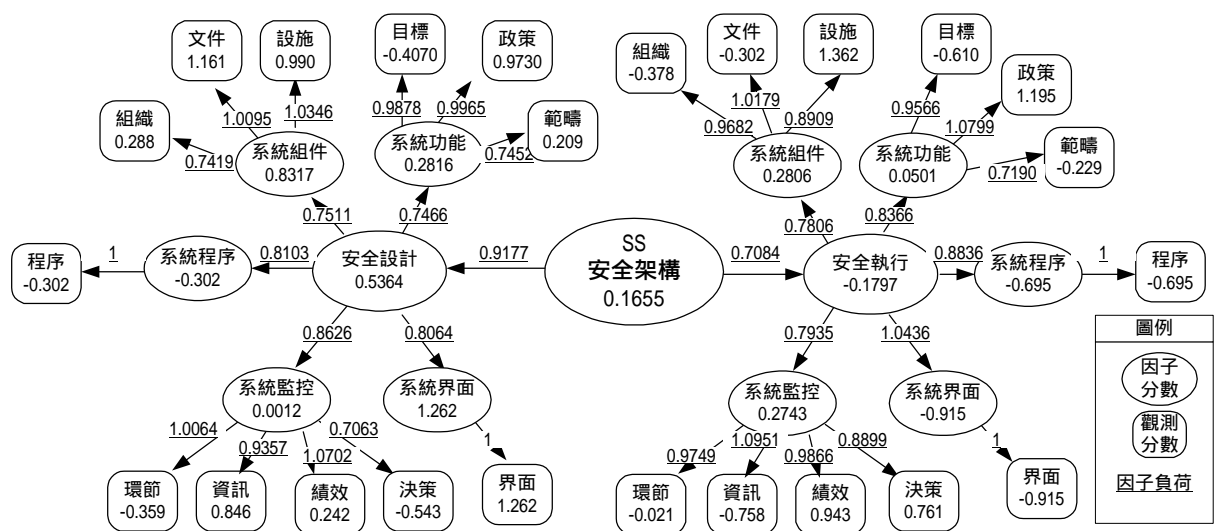 文件
1.161
設施
0.990
目標
-0.4070
政策
0.9730
組織
0.288
範疇
0.209
1.0095
1.0346
0.9878
0.9965
0.7419
0.7452
系統組件
0.8317
系統功能
0.2816
0.7511
0.7466
程序
-0.302
1
系統程序
-0.302
0.8103
安全設計
0.5364
0.9177
0.8626
0.8064
系統監控
0.0012
系統界面
1.262
1.0064
0.9357
1.0702
0.7063
1
環節
-0.359
資訊
0.846
績效
0.242
決策
-0.543
界面
1.262
SS
安全架構
0.1655
組織
-0.378
文件
-0.302
設施
1.362
目標
-0.610
政策
1.195
範疇
-0.229
0.9682
1.0179
0.8909
0.9566
1.0799
0.7190
系統組件
0.2806
系統功能
0.0501
0.7806
0.8366
0.7084
安全執行
-0.1797
0.8836
系統程序
-0.695
1
程序
-0.695
0.7935
1.0436
系統監控
0.2743
系統界面
-0.915
0.9749
1.0951
0.9866
0.8899
1
環節
-0.021
資訊
-0.758
績效
0.943
決策
0.761
界面
-0.915
圖例
因子
分數
觀測
分數
因子負荷